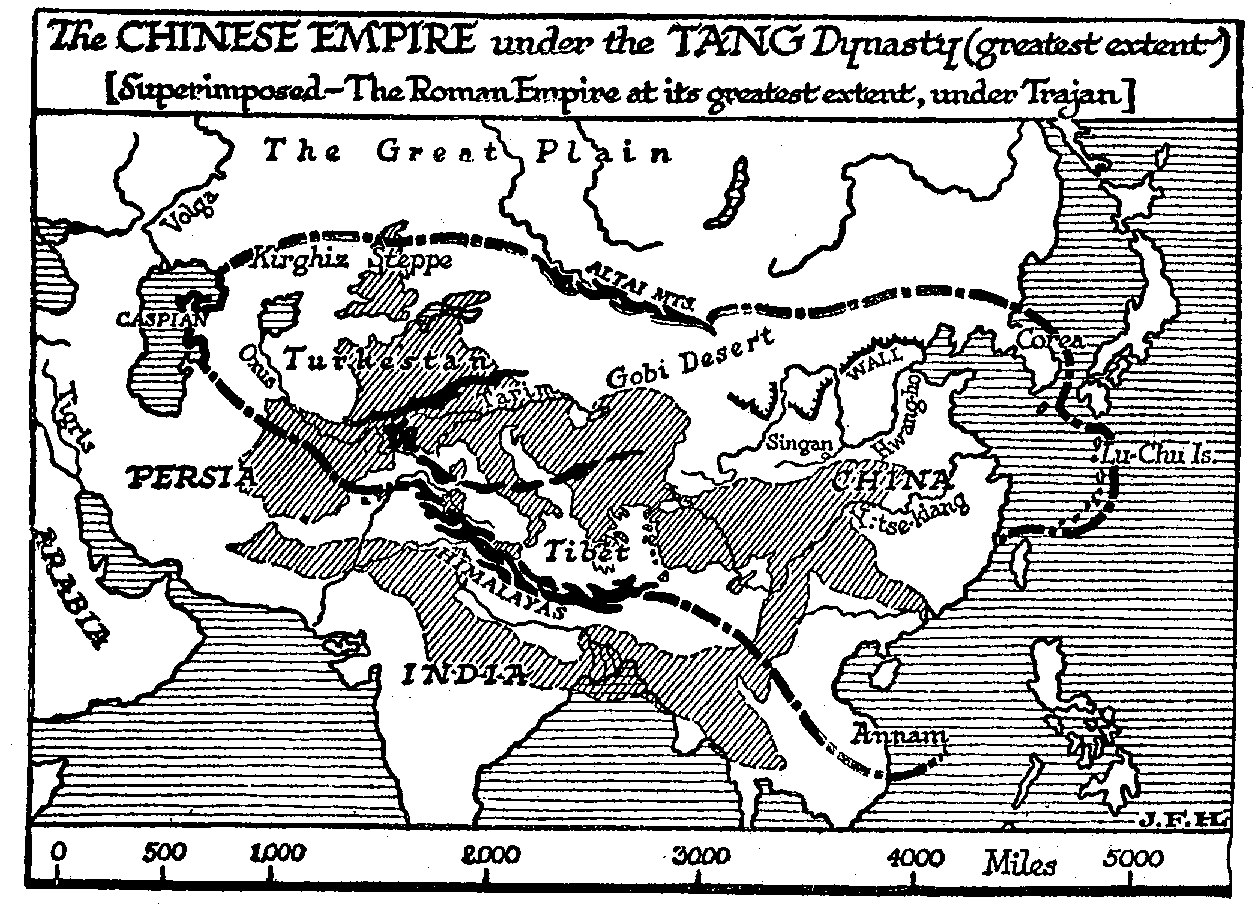 The CHINESE EMPIRE under the TANG Dynasty (greatest extent)
[Superimposed—The Roman Empire at its greatest extent, under Trajan]
The Great Plain
Volga
Kirghiz Steppe
ALTAI MTS.
CASPIAN
Oxus
Turkestan
Tarim
Gobi Desert
WALL
Corea
Tigris
Singan
Hwang-ho
Lu-Chu Is.
PERSIA
CHINA
Y.tse-kiang
Tibet
ARABIA
HIMALAYAS
INDIA
Annam
J.F.H.
0 500 1,000 2,000 3000 4000 Miles 5000